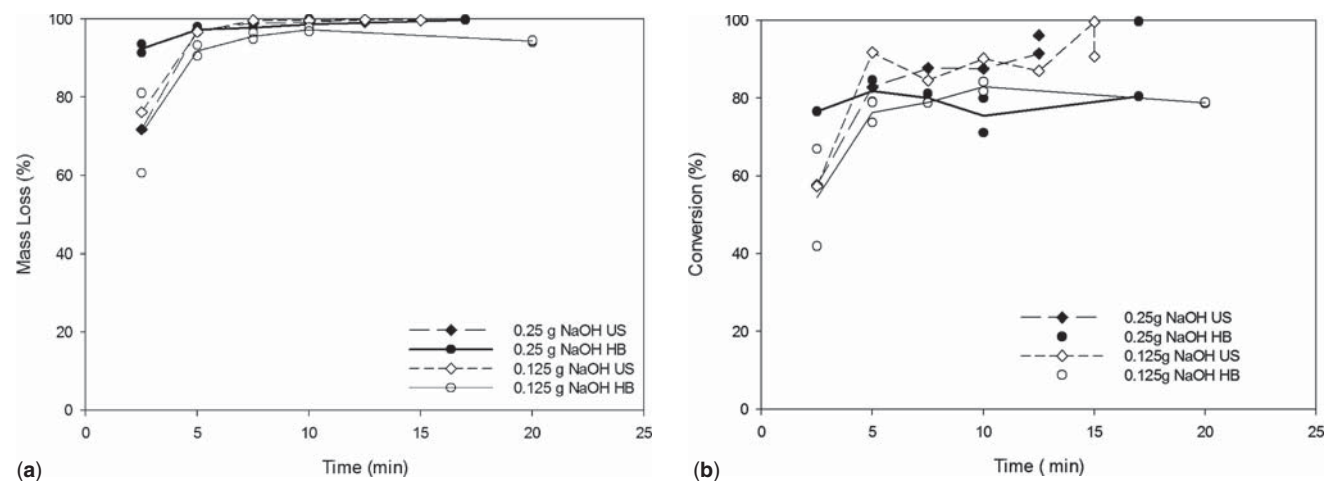 100
80
60
40
20
0
Mass Loss (%)
0 5 10 15 20 25
Time (min)
0.25 g NaOH US
0.25 g NaOH HB
0.125 g NaOH US
0.125 g NaOH HB
(a)
100
80
60
40
20
0
Conversion (%)
0 5 10 15 20 25
Time ( min)
0.25g NaOH US
0.25g NaOH HB
0.125g NaOH US
0.125g NaOH HB
(b)